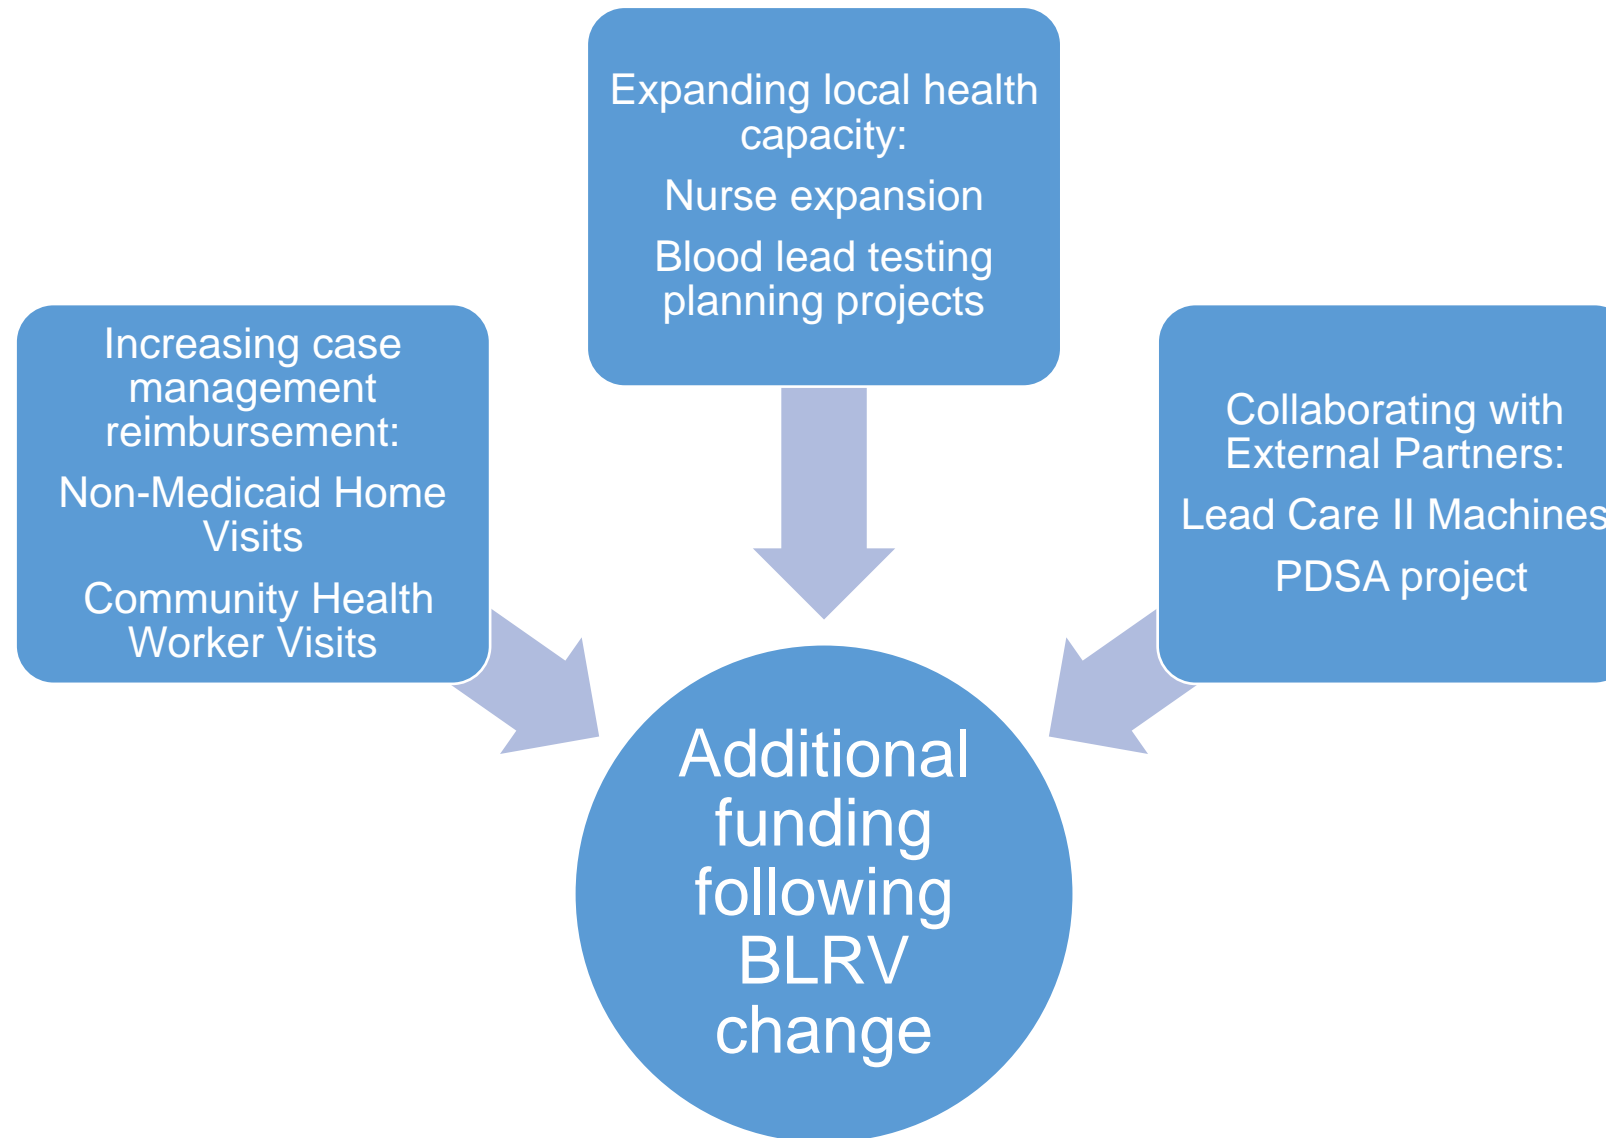 Expanding local health
capacity:
Nurse expansion
Blood lead testing
planning projects
Increasing case
management
reimbursement:
Non-Medicaid Home
Visits
Community Health
Worker Visits
Collaborating with
External Partners:
Lead Care II Machines
PDSA project
Additional
funding
following
BLRV
change